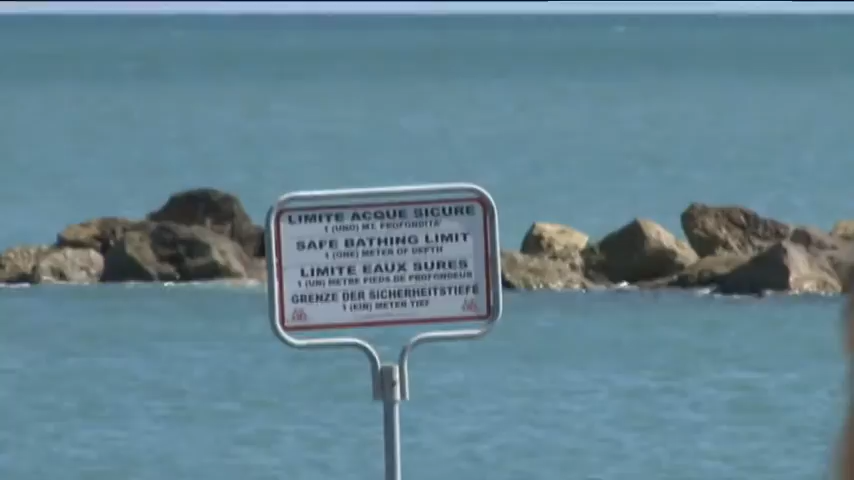 LIMITE ACQUE SICURE
1 (UNO) MT. PROFONDITÀ
SAFE BATHING LIMIT
1 (ONE) METER OF DEPTH
LIMITE EAUX SURES
1 (UN) METRE PIEDS DE PROFONDEUR
GRENZE DER SICHERHEITSTIEFE
1 (EIN) METER TIEF